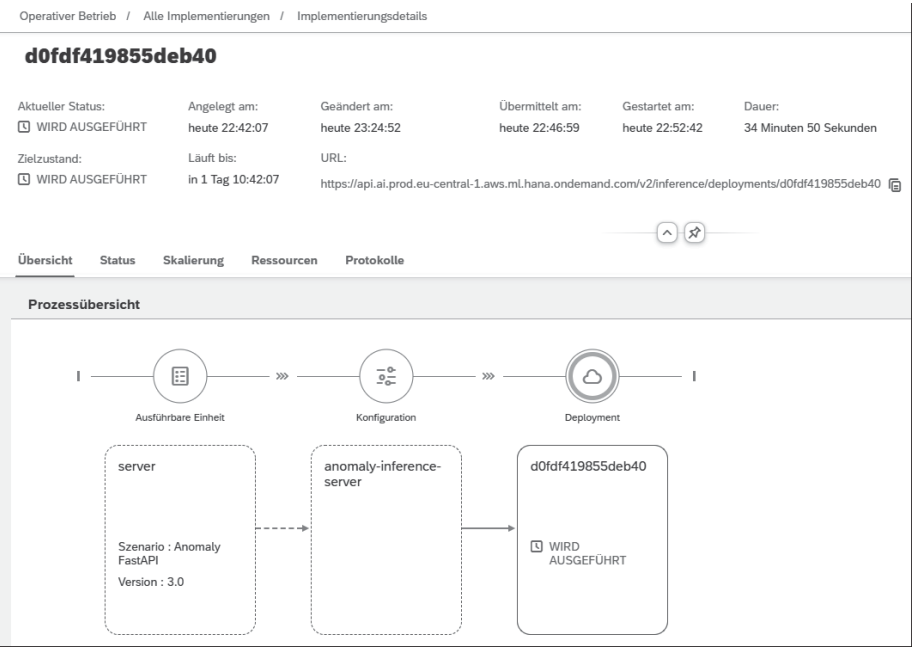 Operativer Betrieb / Alle Implementierungen / Implementierungsdetails
d0fdf419855deb40
Aktueller Status:
WIRD AUSGEFÜHRT
Angelegt am:
heute 22:42:07
Geändert am:
heute 23:24:52
Übermittelt am:
heute 22:46:59
Gestartet am:
heute 22:52:42
Dauer:
34 Minuten 50 Sekunden
Zielzustand:
WIRD AUSGEFÜHRT
Läuft bis:
in 1 Tag 10:42:07
URL:
https://api.ai.prod.eu-central-1.aws.ml.hana.ondemand.com/v2/inference/deployments/d0fdf419855deb40
Übersicht Status Skalierung Ressourcen Protokolle
Prozessübersicht
Ausführbare Einheit
Konfiguration
Deployment
server
Szenario : Anomaly
FastAPI
Version : 3.0
anomaly-inference-
server
d0fdf419855deb40
WIRD
AUSGEFÜHRT